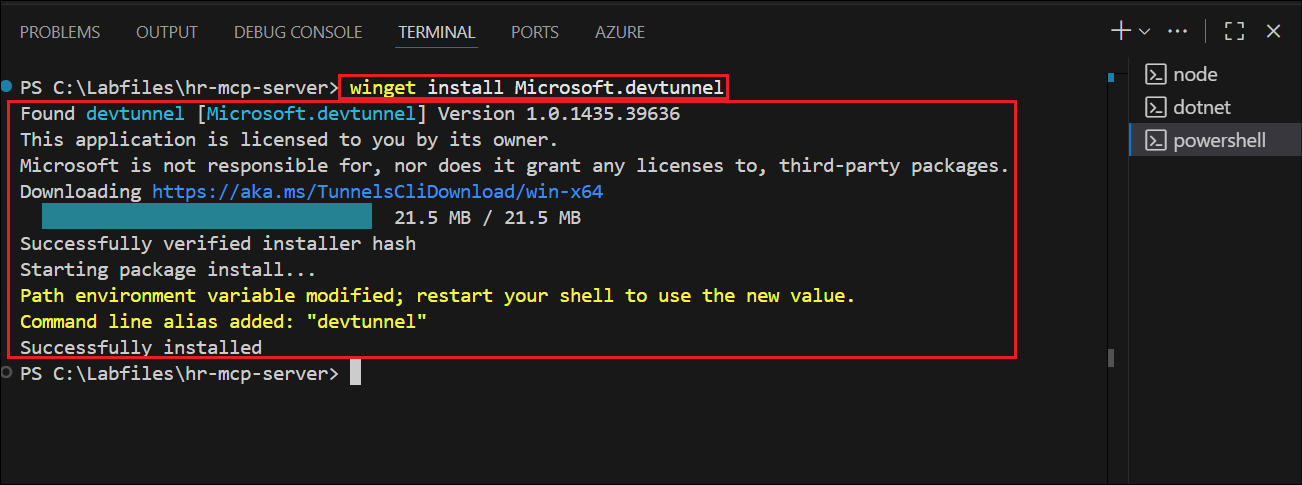 PROBLEMS OUTPUT DEBUG CONSOLE TERMINAL PORTS AZURE
PS C:\Labfiles\hr-mcp-server> winget install Microsoft.devtunnel
Found devtunnel [Microsoft.devtunnel] Version 1.0.1435.39636
This application is licensed to you by its owner.
Microsoft is not responsible for, nor does it grant any licenses to, third-party packages.
Downloading https://aka.ms/TunnelsCliDownload/win-x64
21.5 MB / 21.5 MB
Successfully verified installer hash
Starting package install...
Path environment variable modified; restart your shell to use the new value.
Command line alias added: "devtunnel"
Successfully installed
PS C:\Labfiles\hr-mcp-server>
node
dotnet
powershell